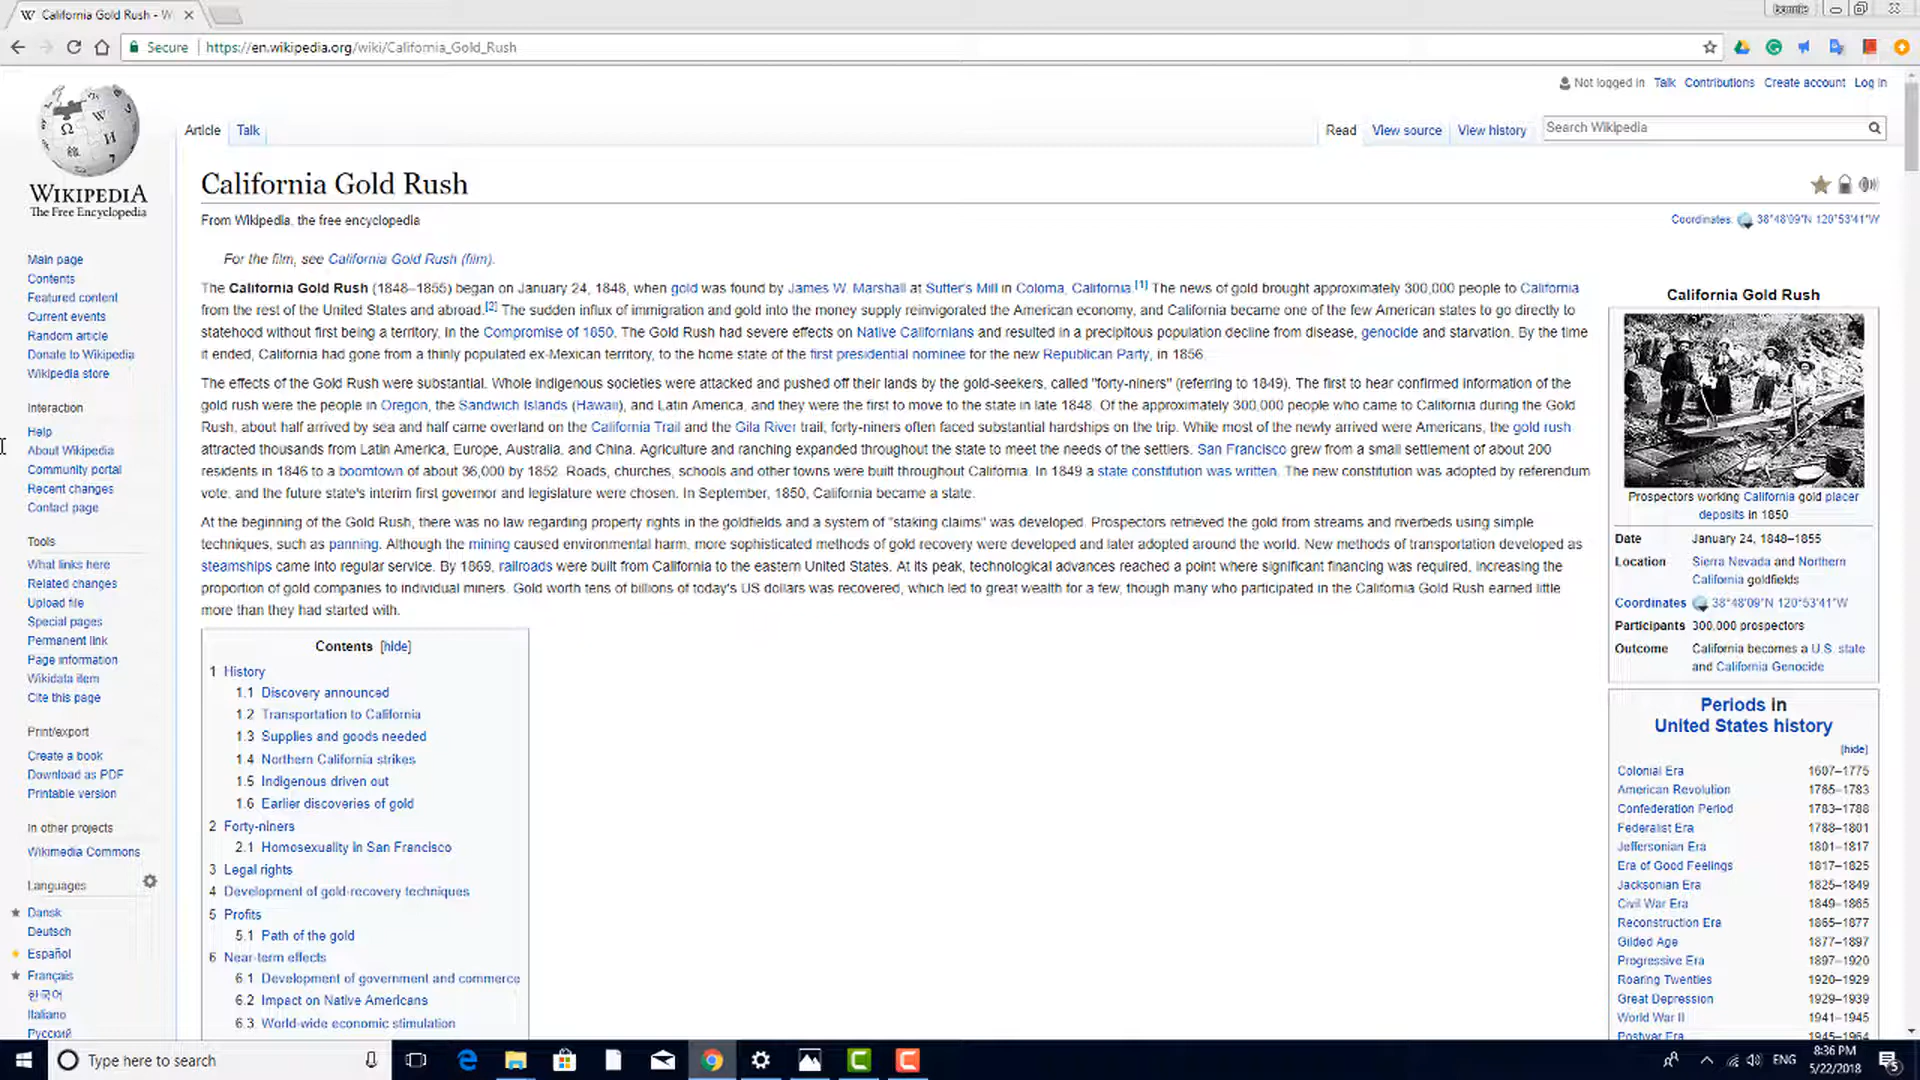 California Gold Rush - W
bonnie
Secure
https://en.wikipedia.org/wiki/California_Gold_Rush
Not logged in Talk Contributions Create account Log in
Article Talk
Read View source View history
Search Wikipedia
WIKIPEDIA
The Free Encyclopedia
California Gold Rush
From Wikipedia, the free encyclopedia
Coordinates: 38°48′09″N 120°53′41″W
For the film, see California Gold Rush (film).
The California Gold Rush (1848–1855) began on January 24, 1848, when gold was found by James W. Marshall at Sutter's Mill in Coloma, California.[1] The news of gold brought approximately 300,000 people to California
from the rest of the United States and abroad.[2] The sudden influx of immigration and gold into the money supply reinvigorated the American economy, and California became one of the few American states to go directly to
statehood without first being a territory, in the Compromise of 1850. The Gold Rush had severe effects on Native Californians and resulted in a precipitous population decline from disease, genocide and starvation. By the time
it ended, California had gone from a thinly populated ex-Mexican territory, to the home state of the first presidential nominee for the new Republican Party, in 1856.
The effects of the Gold Rush were substantial. Whole indigenous societies were attacked and pushed off their lands by the gold-seekers, called "forty-niners" (referring to 1849). The first to hear confirmed information of the
gold rush were the people in Oregon, the Sandwich Islands (Hawaii), and Latin America, and they were the first to move to the state in late 1848. Of the approximately 300,000 people who came to California during the Gold
Rush, about half arrived by sea and half came overland on the California Trail and the Gila River trail, forty-niners often faced substantial hardships on the trip. While most of the newly arrived were Americans, the gold rush
attracted thousands from Latin America, Europe, Australia, and China. Agriculture and ranching expanded throughout the state to meet the needs of the settlers. San Francisco grew from a small settlement of about 200
residents in 1846 to a boomtown of about 36,000 by 1852. Roads, churches, schools and other towns were built throughout California. In 1849 a state constitution was written. The new constitution was adopted by referendum
vote, and the future state's interim first governor and legislature were chosen. In September, 1850, California became a state.
At the beginning of the Gold Rush, there was no law regarding property rights in the goldfields and a system of "staking claims" was developed. Prospectors retrieved the gold from streams and riverbeds using simple
techniques, such as panning. Although the mining caused environmental harm, more sophisticated methods of gold recovery were developed and later adopted around the world. New methods of transportation developed as
steamships came into regular service. By 1869, railroads were built from California to the eastern United States. At its peak, technological advances reached a point where significant financing was required, increasing the
proportion of gold companies to individual miners. Gold worth tens of billions of today's US dollars was recovered, which led to great wealth for a few, though many who participated in the California Gold Rush earned little
more than they had started with.
Contents [hide]
1 History
1.1 Discovery announced
1.2 Transportation to California
1.3 Supplies and goods needed
1.4 Northern California strikes
1.5 Indigenous driven out
1.6 Earlier discoveries of gold
2 Forty-niners
2.1 Homosexuality in San Francisco
3 Legal rights
4 Development of gold-recovery techniques
5 Profits
5.1 Path of the gold
6 Near-term effects
6.1 Development of government and commerce
6.2 Impact on Native Americans
6.3 World-wide economic stimulation
California Gold Rush
Prospectors working California gold placer
deposits in 1850
Date January 24, 1848–1855
Location Sierra Nevada and Northern
California goldfields
Coordinates 38°48′09″N 120°53′41″W
Participants 300,000 prospectors
Outcome California becomes a U.S. state
and California Genocide
Periods in
United States history
[hide]
Colonial Era 1607–1775
American Revolution 1765–1783
Confederation Period 1783–1788
Federalist Era 1788–1801
Jeffersonian Era 1801–1817
Era of Good Feelings 1817–1825
Jacksonian Era 1825–1849
Civil War Era 1849–1865
Reconstruction Era 1865–1877
Gilded Age 1877–1897
Progressive Era 1897–1920
Roaring Twenties 1920–1929
Great Depression 1929–1939
World War II 1941–1945
Postwar Era 1945–1964
Main page
Contents
Featured content
Current events
Random article
Donate to Wikipedia
Wikipedia store
Interaction
Help
About Wikipedia
Community portal
Recent changes
Contact page
Tools
What links here
Related changes
Upload file
Special pages
Permanent link
Page information
Wikidata item
Cite this page
Print/export
Create a book
Download as PDF
Printable version
In other projects
Wikimedia Commons
Languages
Dansk
Deutsch
Español
Français
한국어
Italiano
Русский
Type here to search
ENG
8:36 PM
5/22/2018
5